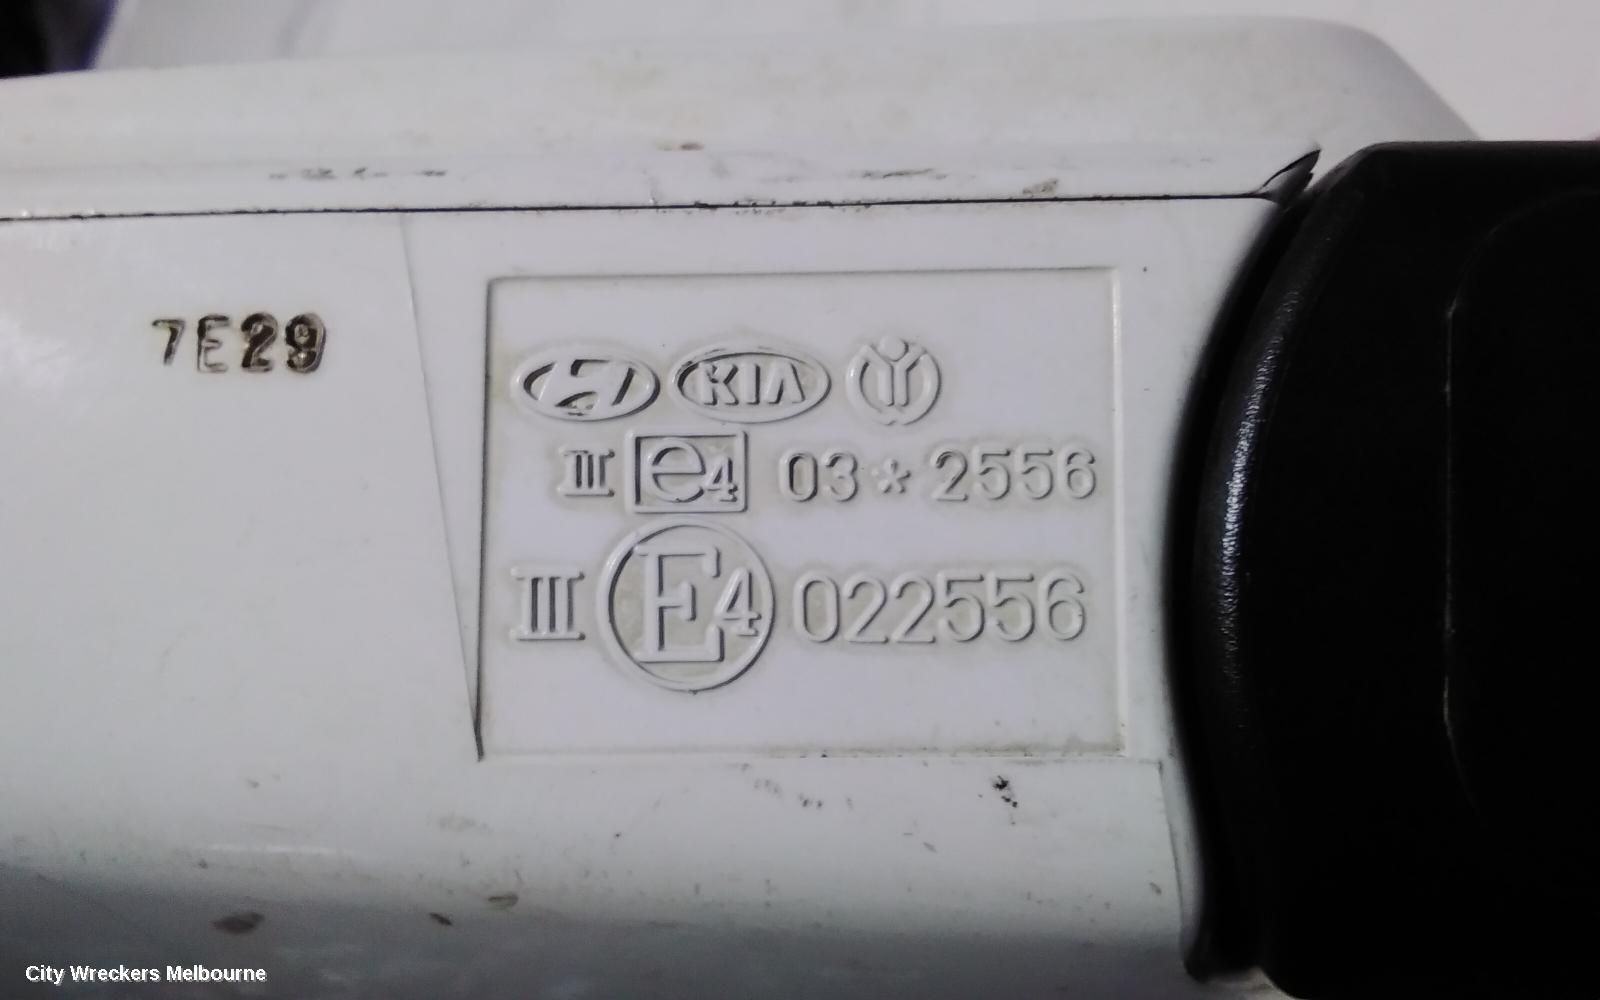 7E29
KIA
III e4 03*2556
III E4 022556
City Wreckers Melbourne